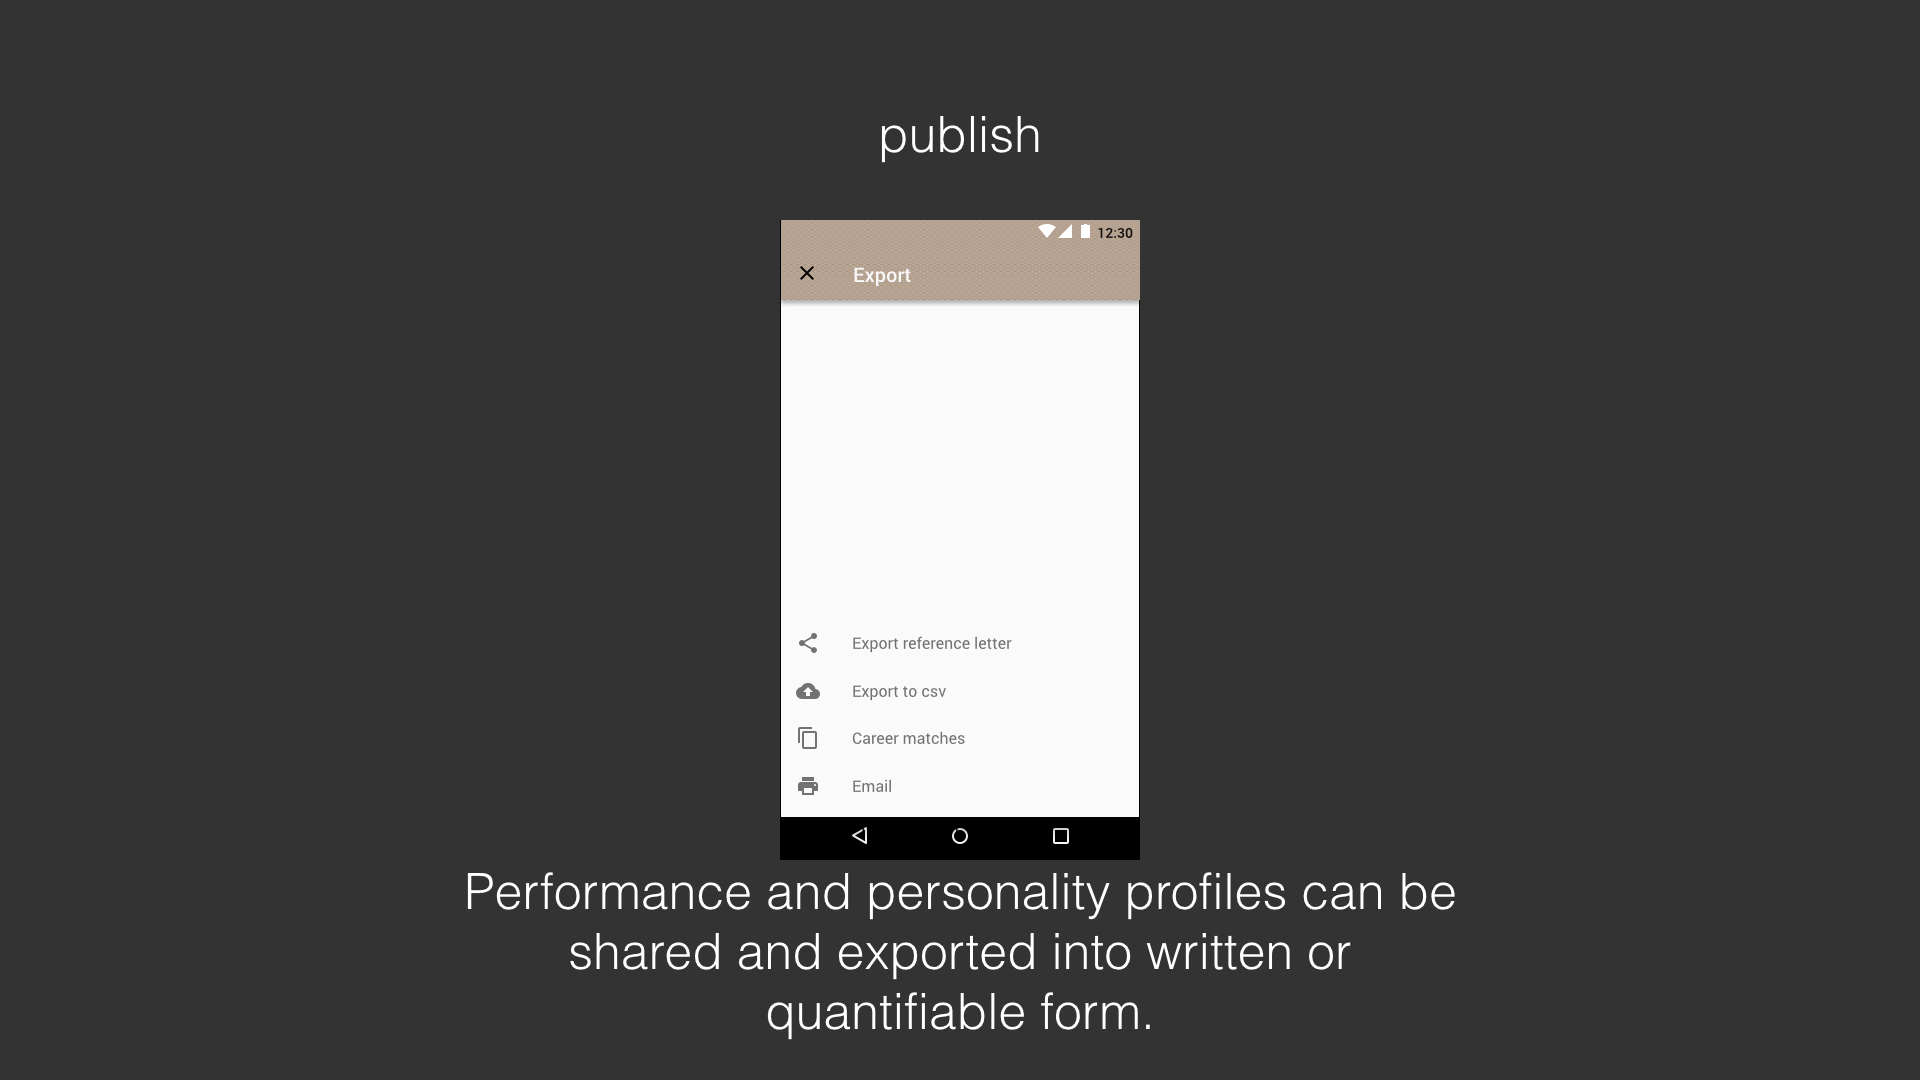 publish
12:30
Export
Export reference letter
Export to csv
Career matches
Email
Performance and personality profiles can be
shared and exported into written or
quantifiable form.